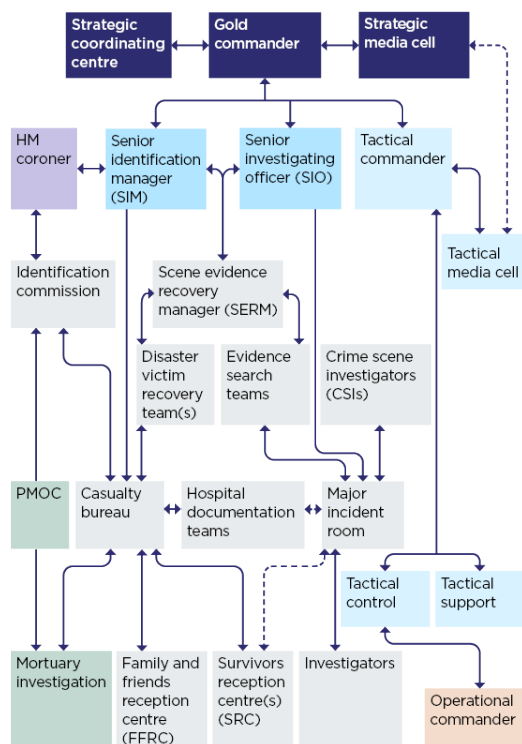 Strategic
coordinating
centre
Gold
commander
Strategic
media cell
HM
coroner
Senior
identification
manager
(SIM)
Senior
investigating
officer (SIO)
Tactical
commander
Tactical
media cell
Identification
commission
Scene evidence
recovery
manager (SERM)
Disaster
victim
recovery
team(s)
Evidence
search
teams
Crime scene
investigators
(CSIs)
PMOC
Casualty
bureau
Hospital
documentation
teams
Major
incident
room
Tactical
control
Tactical
support
Mortuary
investigation
Family and
friends
reception
centre
(FFRC)
Survivors
reception
centre(s)
(SRC)
Investigators
Operational
commander